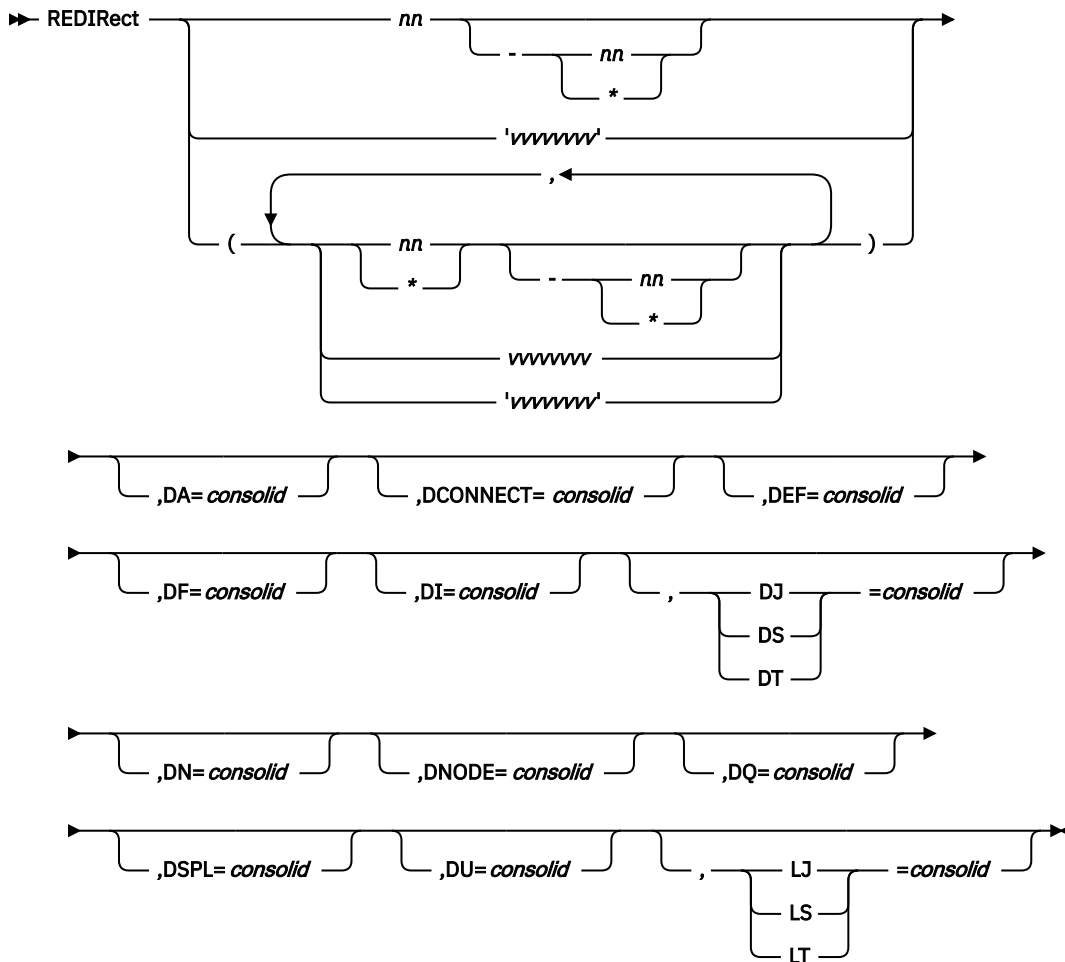 REDIRect nn
- nn
*
'vvvvvvvv'
,
( nn )
* - nn
*
vvvvvvvv
'vvvvvvvv'
,DA= consolid ,DCONNECT= consolid ,DEF= consolid
,DF= consolid ,DI= consolid , DJ =consolid
DS
DT
,DN= consolid ,DNODE= consolid ,DQ= consolid
,DSPL= consolid ,DU= consolid , LJ =consolid
LS
LT